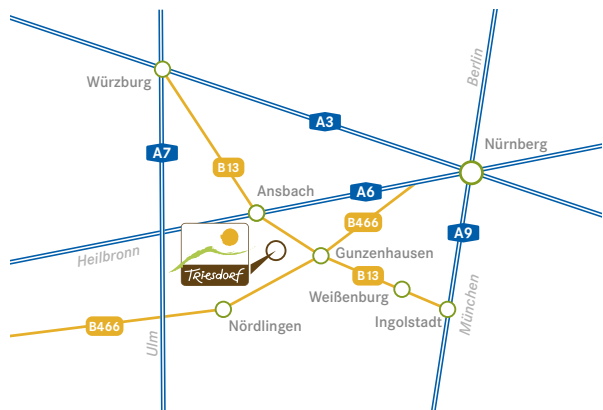 Berlin
Würzburg
A3
Nürnberg
A7
B13
Ansbach
A6
B466
A9
Heilbronn
Triesdorf
Gunzenhausen
B13
Weißenburg
München
B466
Nördlingen
Ingolstadt
Ulm